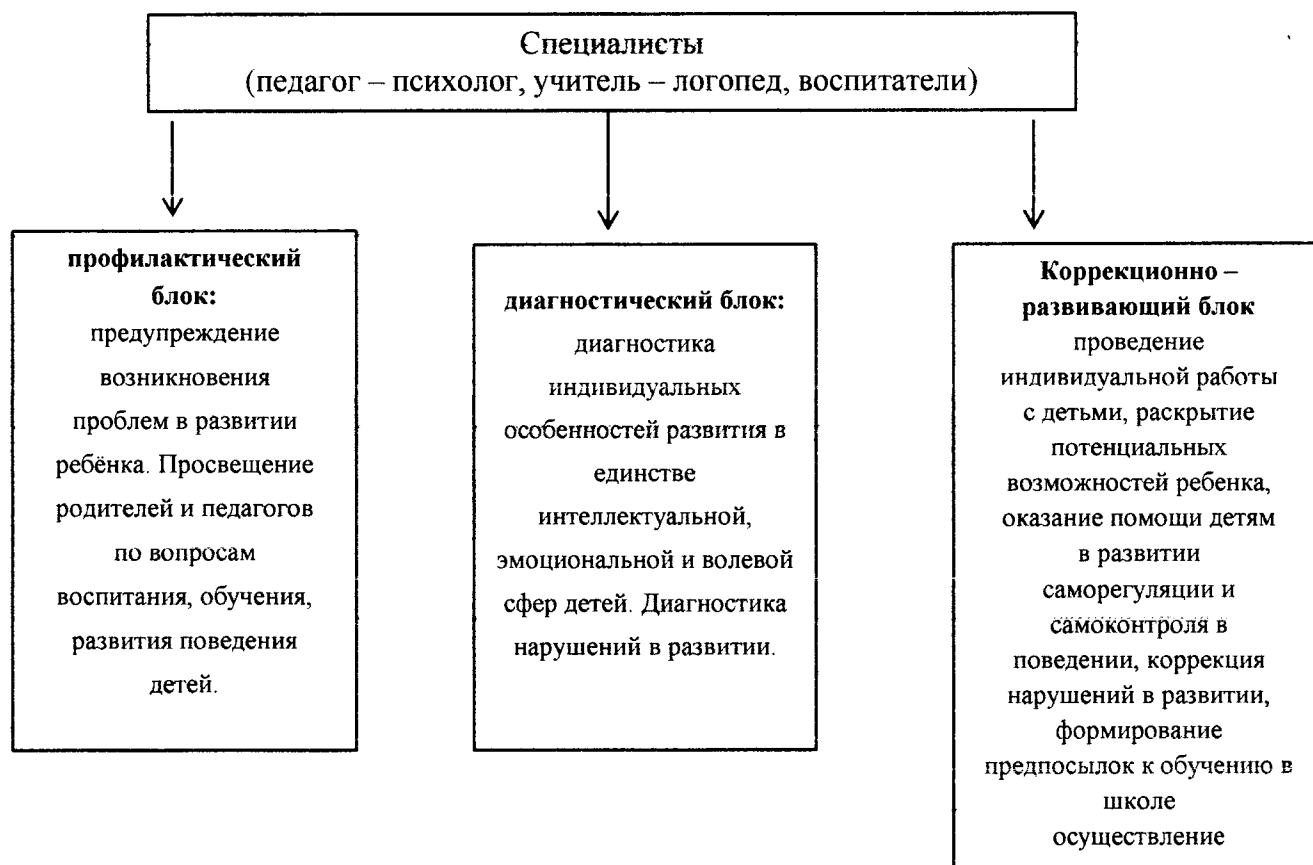 Специалисты
(педагог – психолог, учитель – логопед, воспитатели)
профилактический
блок:
предупреждение
возникновения
проблем в развитии
ребёнка. Просвещение
родителей и педагогов
по вопросам
воспитания, обучения,
развития поведения
детей.
диагностический блок:
диагностика
индивидуальных
особенностей развития в
единстве
интеллектуальной,
эмоциональной и волевой
сфер детей. Диагностика
нарушений в развитии.
Коррекционно –
развивающий блок
проведение
индивидуальной работы
с детьми, раскрытие
потенциальных
возможностей ребенка,
оказание помощи детям
в развитии
саморегуляции и
самоконтроля в
поведении, коррекция
нарушений в развитии,
формирование
предпосылок к обучению в
школе
осуществление